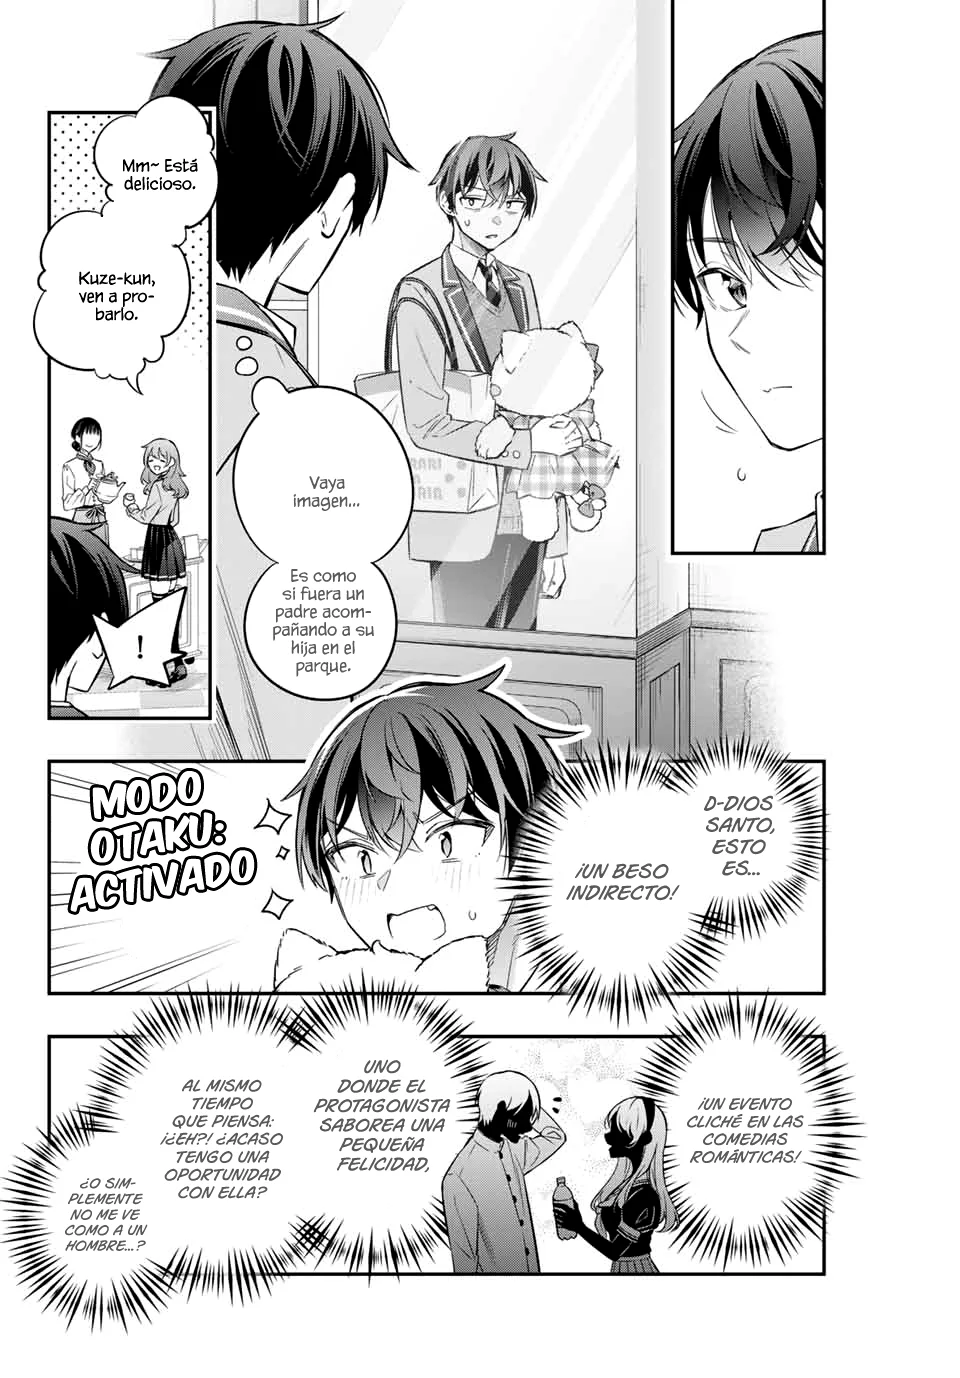 Vaya
imagen...
Es como
si fuera un
padre acom-
pañando a su
hija en el
parque.
Mm~ Está
delicioso.
Kuze-kun,
ven a pro-
barlo.
!
D-DIOS
SANTO,
ESTO
ES...
¡UN BESO
INDIRECTO!
MODO
OTAKU:
ACTIVADO
¡UN EVENTO
CLICHÉ EN LAS
COMEDIAS
ROMÁNTICAS!
UNO
DONDE EL
PROTAGONISTA
SABOREA UNA
PEQUEÑA
FELICIDAD,
AL MISMO
TIEMPO
QUE PIENSA:
¡¿EH?! ¿ACASO
TENGO UNA
OPORTUNIDAD
CON ELLA?
¿O SIM-
PLEMENTE
NO ME VE
COMO A UN
HOMBRE...?